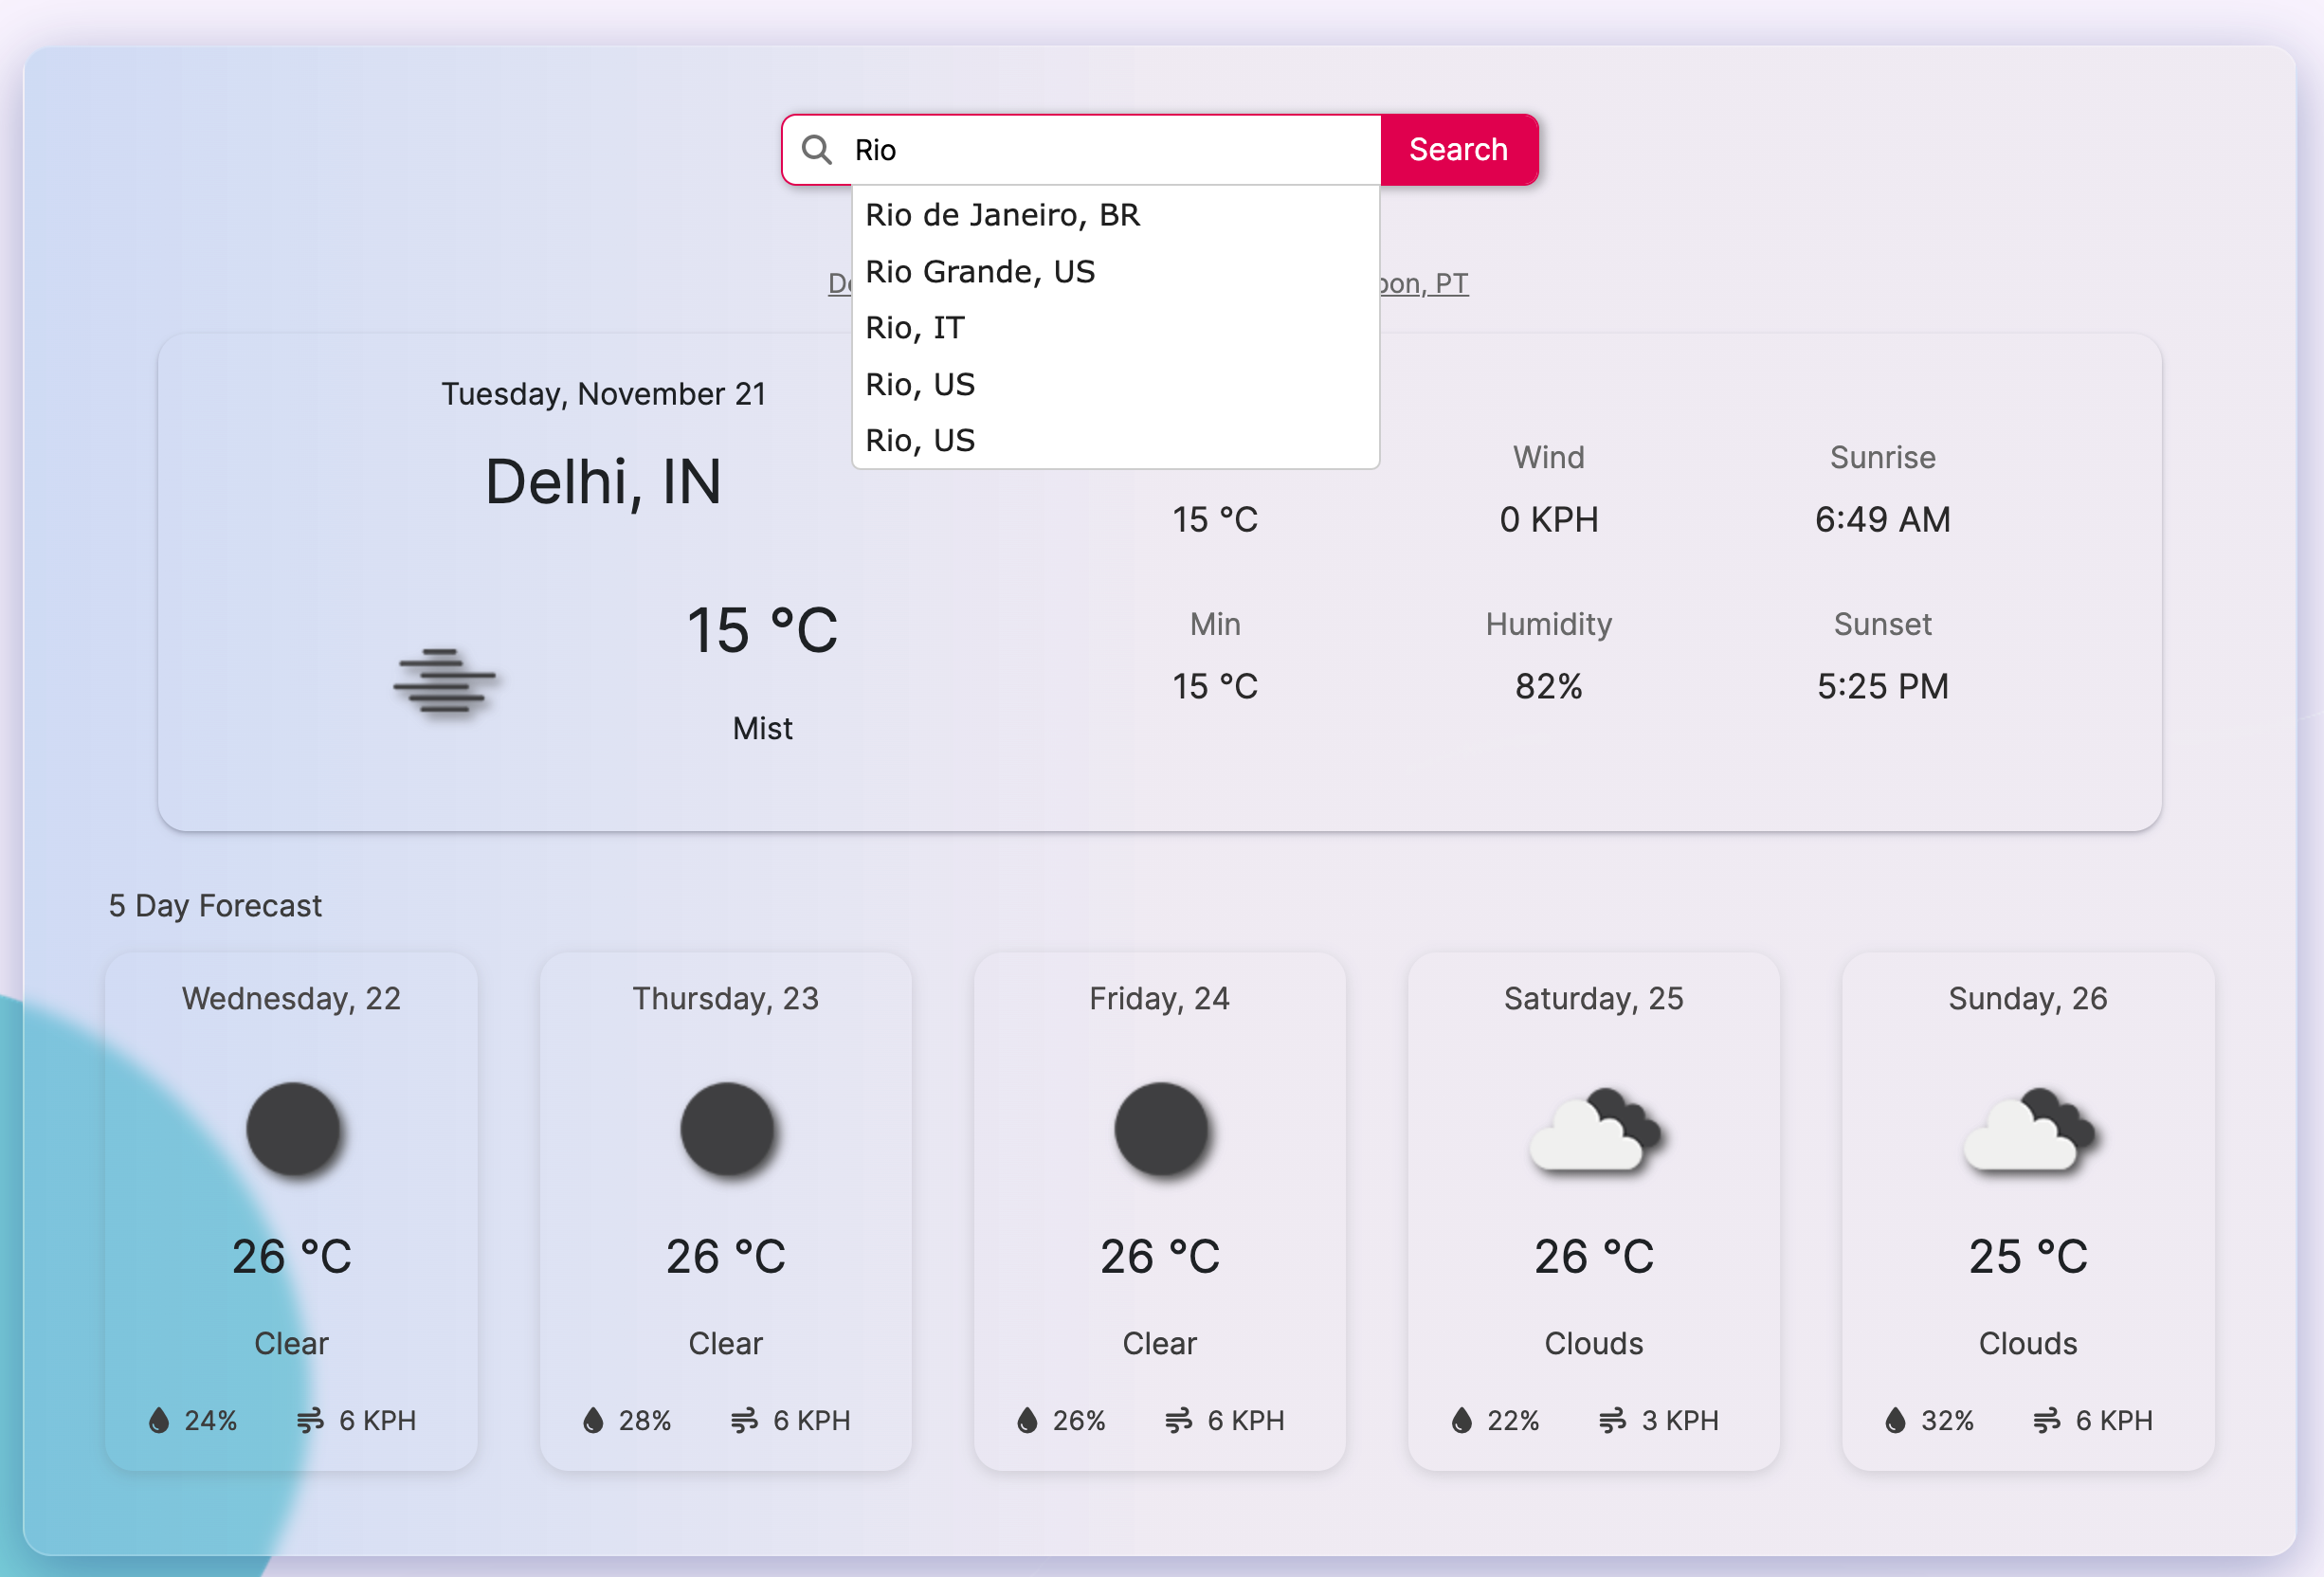 Rio
Search
Rio de Janeiro, BR
Rio Grande, US
Rio, IT
Rio, US
Rio, US
PT
Tuesday, November 21
Delhi, IN
15 °C
Mist
Wind
Sunrise
15 °C
0 KPH
6:49 AM
Min
Humidity
Sunset
15 °C
82%
5:25 PM
5 Day Forecast
Wednesday, 22
26 °C
Clear
24% 6 KPH
Thursday, 23
26 °C
Clear
28% 6 KPH
Friday, 24
26 °C
Clear
26% 6 KPH
Saturday, 25
26 °C
Clouds
22% 3 KPH
Sunday, 26
25 °C
Clouds
32% 6 KPH